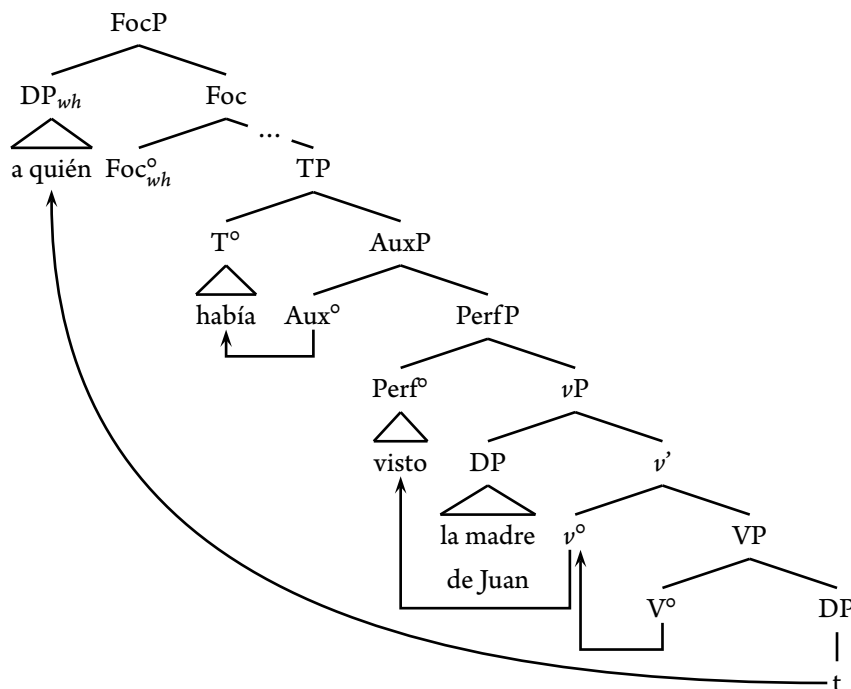 FocP
DP_wh Foc
...
a quién Foc°_wh TP
T° AuxP
había Aux° PerfP
Perf° vP
visto DP v'
la madre v° VP
de Juan
V° DP
t